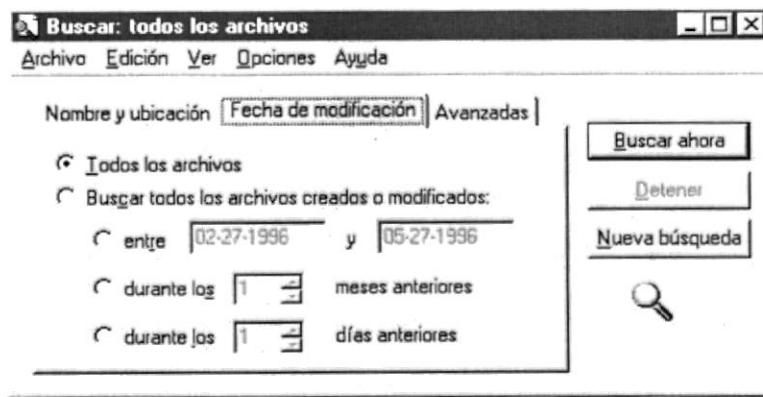 Buscar: todos los archivos
Archivo Edición Ver Opciones Ayuda
Nombre y ubicación Fecha de modificación Avanzadas
Buscar ahora
Todos los archivos
Buscar todos los archivos creados o modificados:
Detener
entre 02-27-1996 y 05-27-1996
Nueva búsqueda
durante los 1 meses anteriores
durante los 1 días anteriores